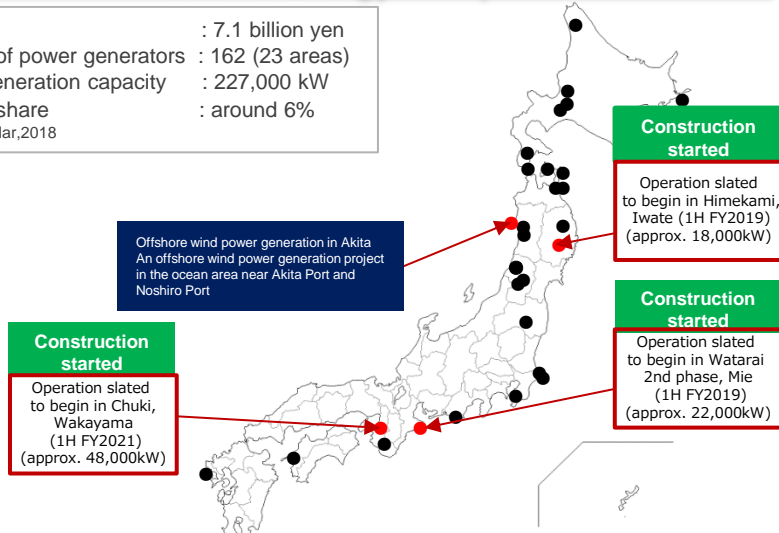 : 7.1 billion yen
of power generators : 162 (23 areas)
eneration capacity : 227,000 kW
share : around 6%
ar,2018
Construction
started
Operation slated
to begin in Himekami,
Iwate (1H FY2019)
(approx. 18,000kW)
Offshore wind power generation in Akita
An offshore wind power generation project
in the ocean area near Akita Port and
Noshiro Port
Construction
started
Operation slated
to begin in Watarai
2nd phase, Mie
(1H FY2019)
(approx. 22,000kW)
Construction
started
Operation slated
to begin in Chuki,
Wakayama
(1H FY2021)
(approx. 48,000kW)